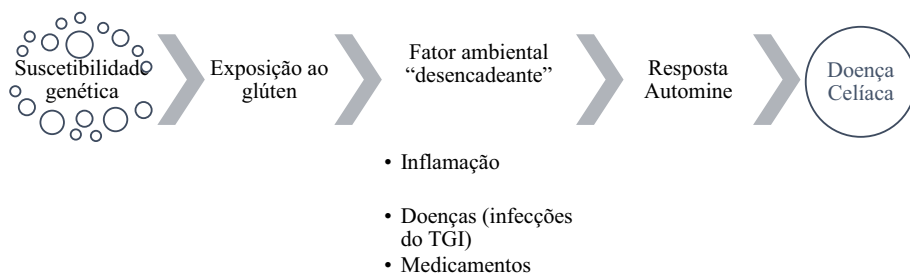 Suscetibilidade
genética
Exposição ao
glúten
Fator ambiental
“desencadeante”
• Inflamação
• Doenças (infecções
do TGI)
• Medicamentos
Resposta
Automine
Doença
Celíaca